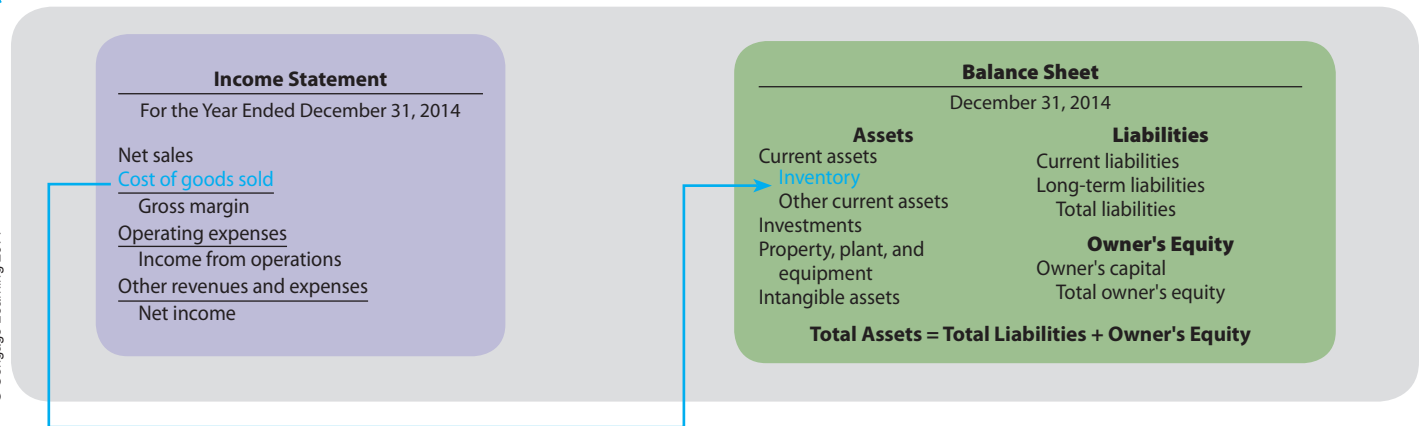 Income Statement
For the Year Ended December 31, 2014
Net sales
Cost of goods sold
Gross margin
Operating expenses
Income from operations
Other revenues and expenses
Net income
Balance Sheet
December 31, 2014
Assets
Current assets
Inventory
Other current assets
Investments
Property, plant, and
equipment
Intangible assets
Liabilities
Current liabilities
Long-term liabilities
Total liabilities
Owner's Equity
Owner's capital
Total owner's equity
Total Assets = Total Liabilities + Owner's Equity